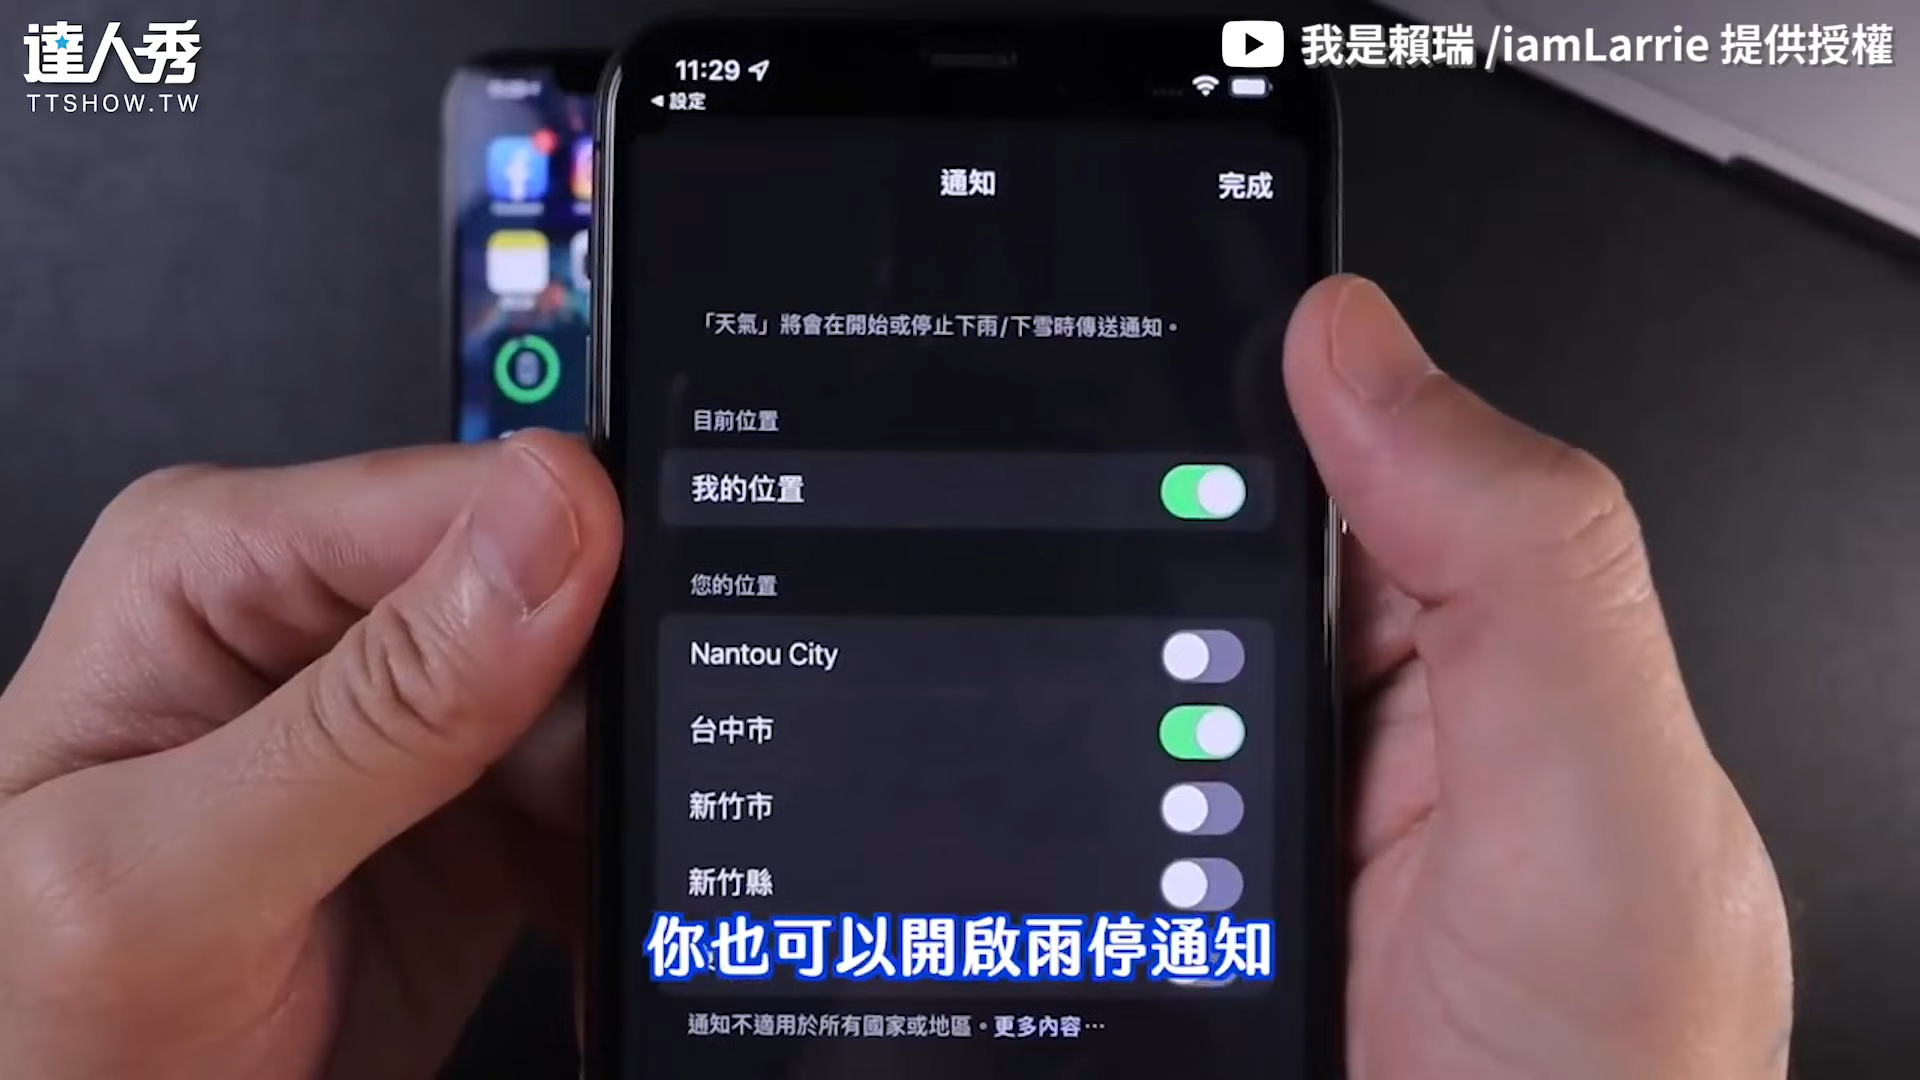 達人秀
TTSHOW.TW
我是賴瑞 /iamLarrie 提供授權
11:29
設定
通知
完成
「天氣」將會在開始或停止下雨/下雪時傳送通知。
目前位置
我的位置
您的位置
Nantou City
台中市
新竹市
新竹縣
你也可以開啟雨停通知
通知不適用於所有國家或地區。更多內容…